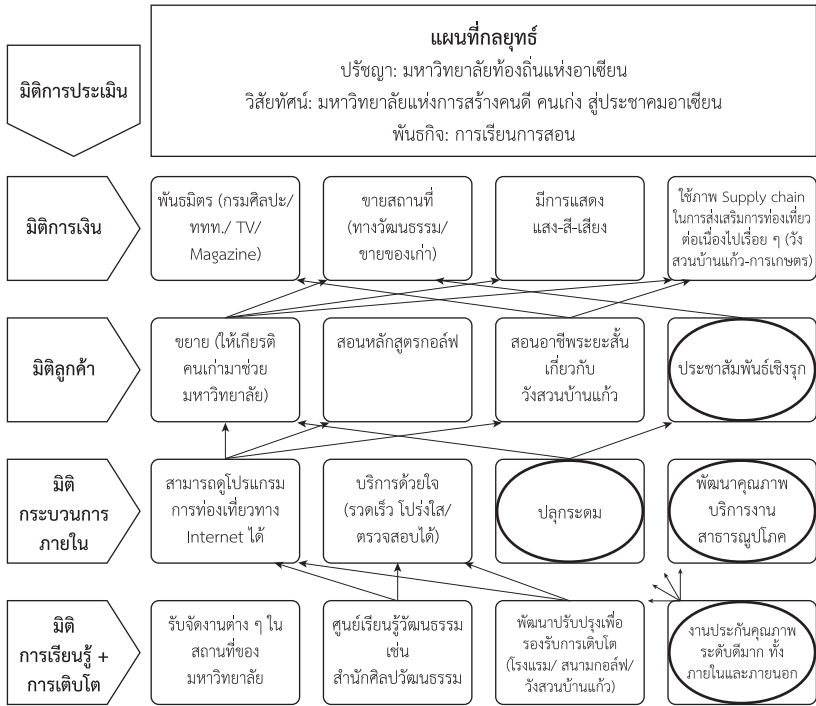 แผนที่กลยุทธ์
ปรัชญา: มหาวิทยาลัยท้องถิ่นแห่งอาเซียน
วิสัยทัศน์: มหาวิทยาลัยแห่งการสร้างคนดี คนเก่ง สู่ประชาคมอาเซียน
พันธกิจ: การเรียนการสอน
มิติการประเมิน
มิติการเงิน
พันธมิตร (กรมศิลปะ/
ททท./ TV/
Magazine)
ขายสถานที่
(ทางวัฒนธรรม/
ขายของเก่า)
มีการแสดง
แสง-สี-เสียง
ใช้ภาพ Supply chain
ในการส่งเสริมการท่องเที่ยว
ต่อเนื่องไปเรื่อย ๆ (วัง
สวนบ้านแก้ว-การเกษตร)
มิติลูกค้า
ขยาย (ให้เกียรติ
คนเก่ามาช่วย
มหาวิทยาลัย)
สอนหลักสูตรกอล์ฟ
สอนอาชีพระยะสั้น
เกี่ยวกับ
วังสวนบ้านแก้ว
ประชาสัมพันธ์เชิงรุก
มิติ
กระบวนการ
ภายใน
สามารถดูโปรแกรม
การท่องเที่ยวทาง
Internet ได้
บริการด้วยใจ
(รวดเร็ว โปร่งใส/
ตรวจสอบได้)
ปลุกระดม
พัฒนาคุณภาพ
บริการงาน
สาธารณูปโภค
มิติ
การเรียนรู้ +
การเติบโต
รับจัดงานต่าง ๆ ใน
สถานที่ของ
มหาวิทยาลัย
ศูนย์เรียนรู้วัฒนธรรม
เช่น
สำนักศิลปวัฒนธรรม
พัฒนาปรับปรุงเพื่อ
รองรับการเติบโต
(โรงแรม/ สนามกอล์ฟ/
วังสวนบ้านแก้ว)
งานประกันคุณภาพ
ระดับดีมาก ทั้ง
ภายในและภายนอก